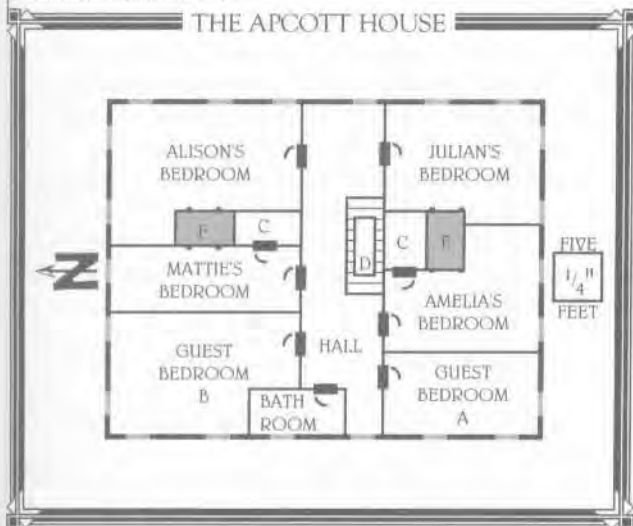 THE APCOTT HOUSE
ALISON'S
BEDROOM
JULIAN'S
BEDROOM
F
C
C
F
D
N
MATTIE'S
BEDROOM
AMELIA'S
BEDROOM
FIVE
1/4"
FEET
GUEST
BEDROOM
B
HALL
GUEST
BEDROOM
A
BATH
ROOM